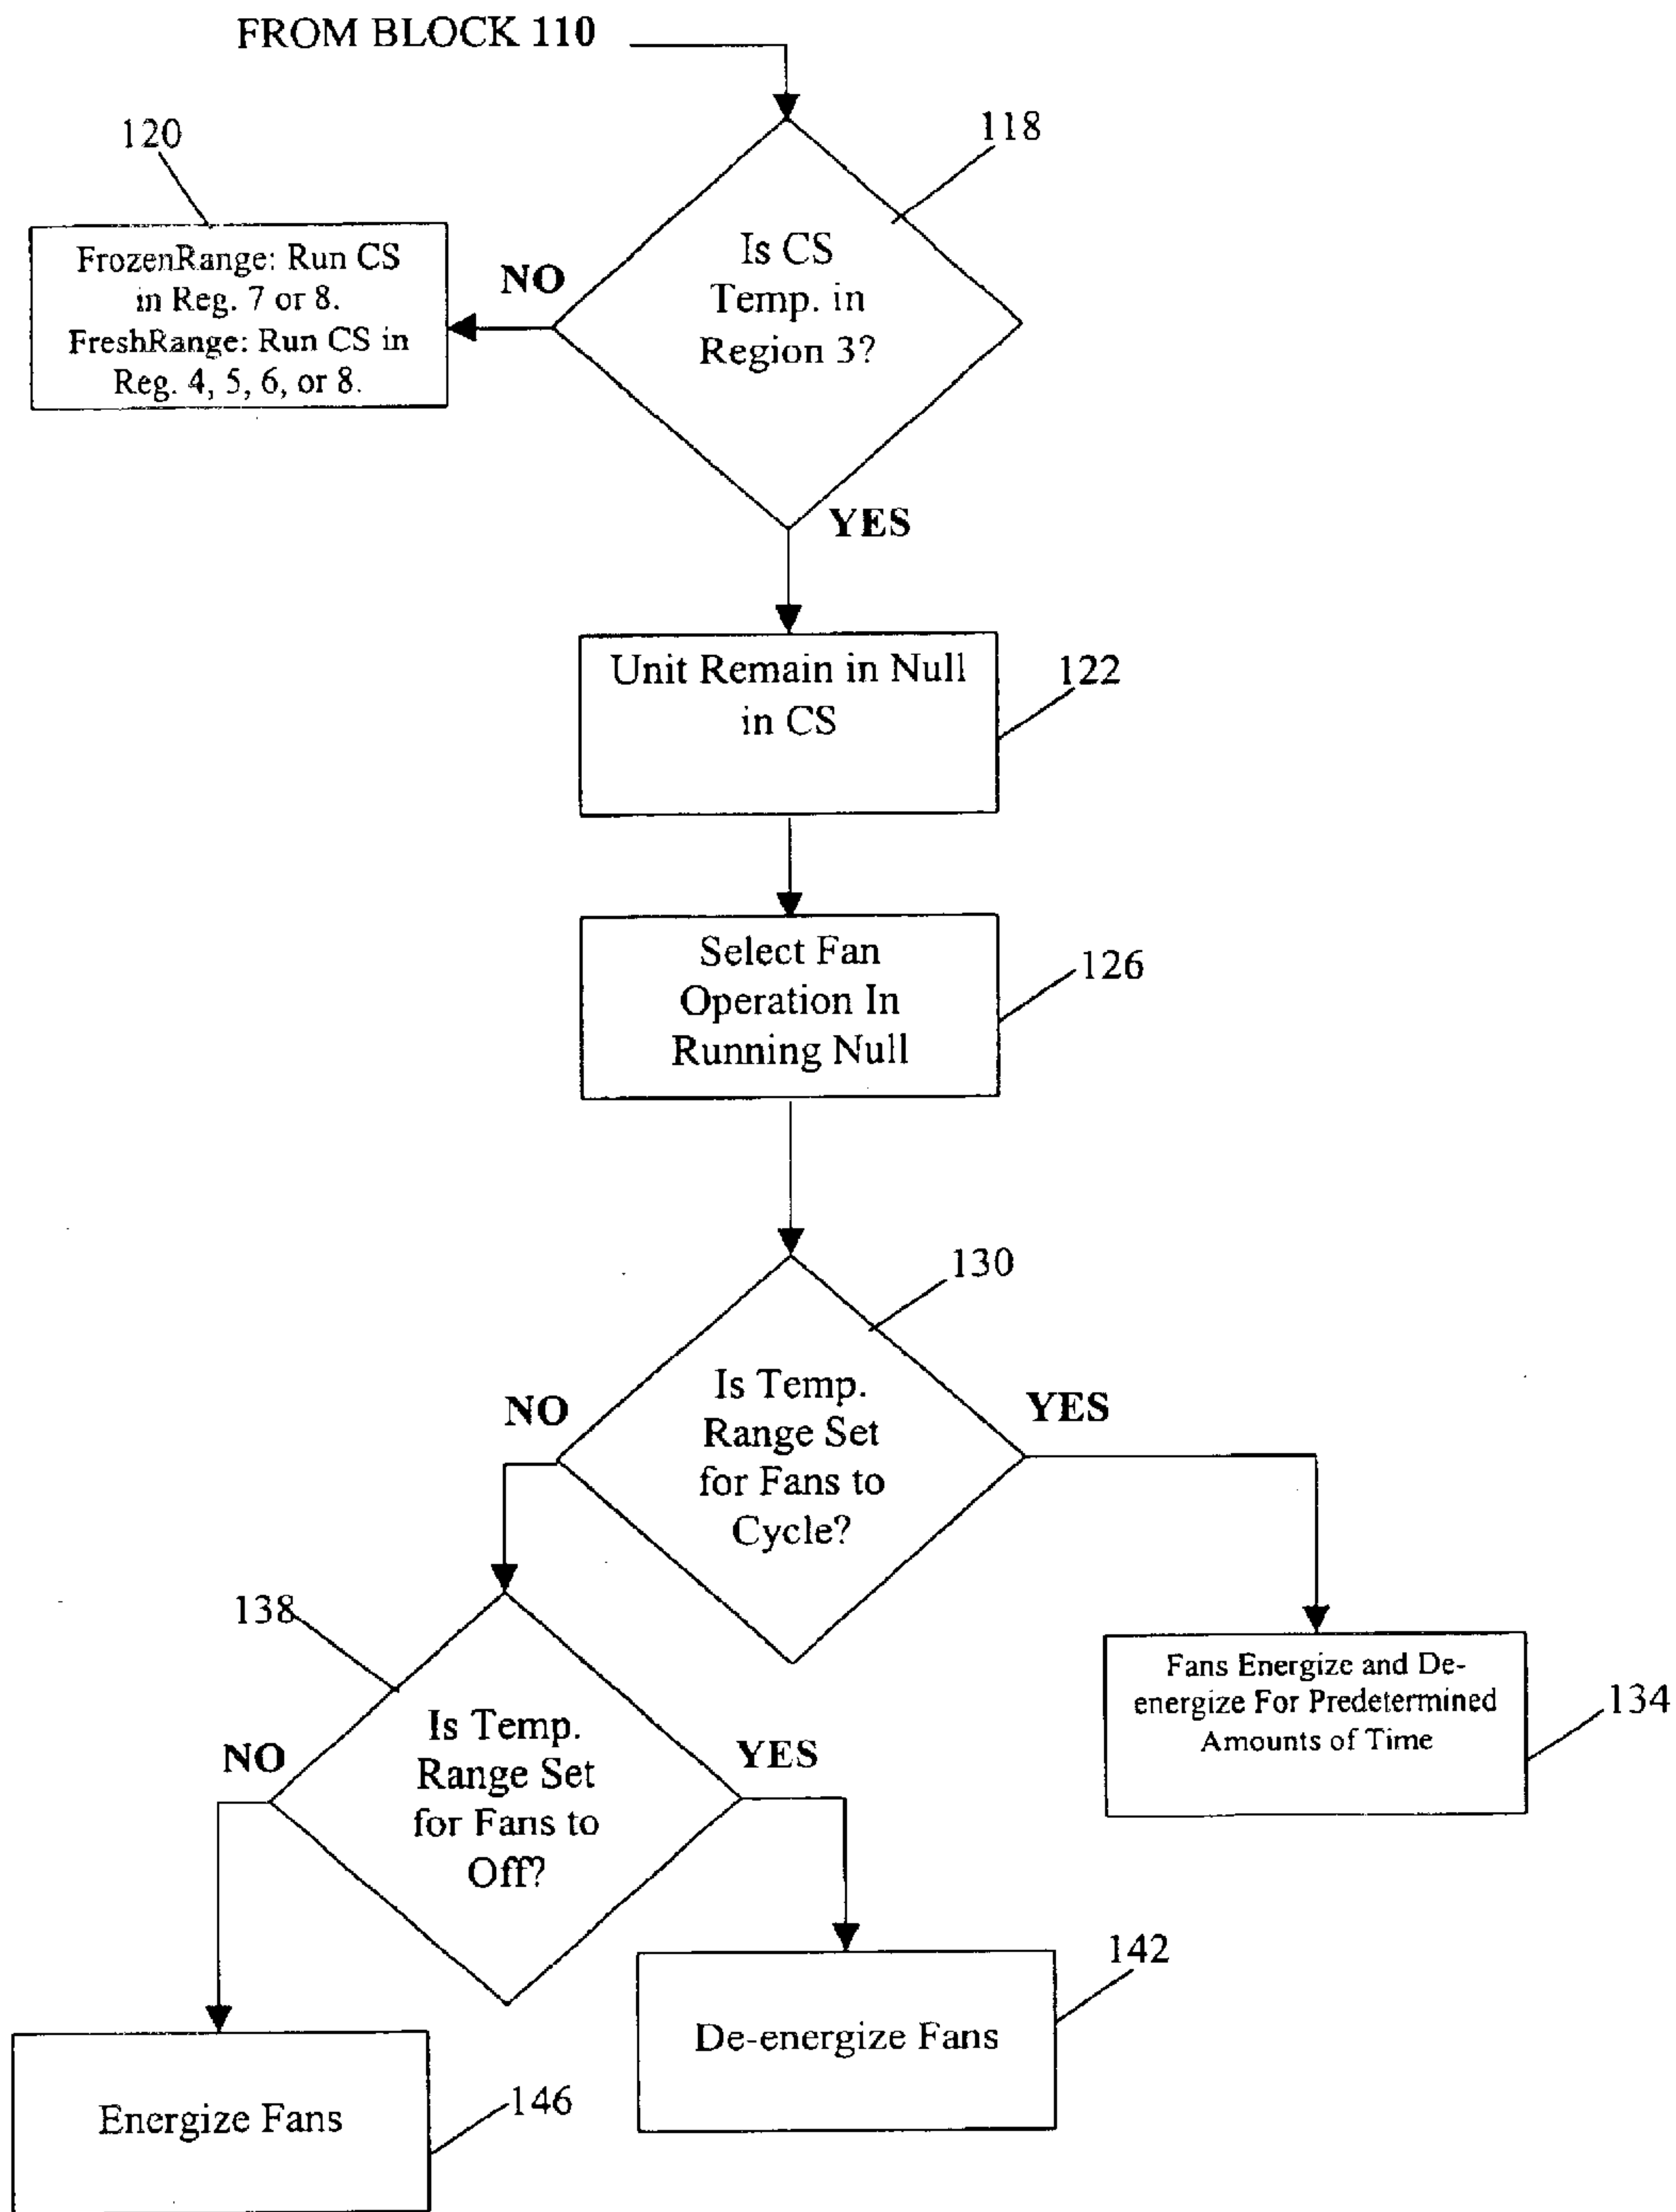 FROM BLOCK 110
120
118
FrozenRange: Run CS
in Reg. 7 or 8.
FreshRange: Run CS in
Reg. 4, 5, 6, or 8.
NO
Is CS
Temp. in
Region 3?
YES
Unit Remain in Null
in CS
122
Select Fan
Operation In
Running Null
126
130
NO
Is Temp.
Range Set
for Fans to
Cycle?
YES
138
Fans Energize and De-
energize For Predetermined
Amounts of Time
134
NO
Is Temp.
Range Set
for Fans to
Off?
YES
De-energize Fans
142
Energize Fans
146